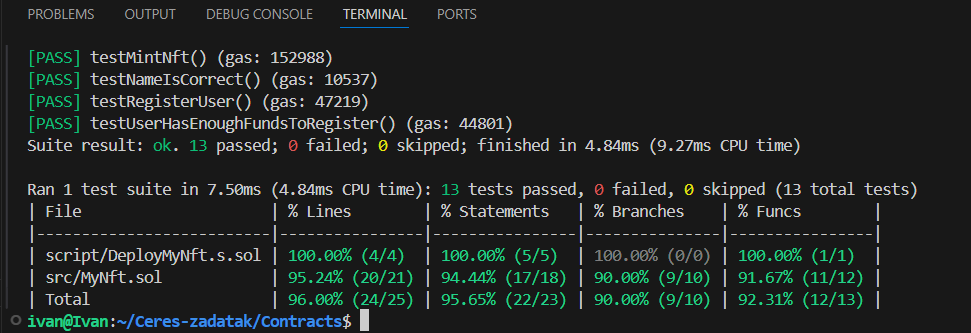 PROBLEMS OUTPUT DEBUG CONSOLE TERMINAL PORTS
[PASS] testMintNft() (gas: 152988)
[PASS] testNameIsCorrect() (gas: 10537)
[PASS] testRegisterUser() (gas: 47219)
[PASS] testUserHasEnoughFundsToRegister() (gas: 44801)
Suite result: ok. 13 passed; 0 failed; 0 skipped; finished in 4.84ms (9.27ms CPU time)
Ran 1 test suite in 7.50ms (4.84ms CPU time): 13 tests passed, 0 failed, 0 skipped (13 total tests)
| File | % Lines | % Statements | % Branches | % Funcs |
|--------------------------|----------------|----------------|---------------|----------------|
| script/DeployMyNft.s.sol | 100.00% (4/4) | 100.00% (5/5) | 100.00% (0/0) | 100.00% (1/1) |
| src/MyNft.sol | 95.24% (20/21) | 94.44% (17/18) | 90.00% (9/10) | 91.67% (11/12) |
| Total | 96.00% (24/25) | 95.65% (22/23) | 90.00% (9/10) | 92.31% (12/13) |
ivan@Ivan:~/Ceres-zadatak/Contracts$